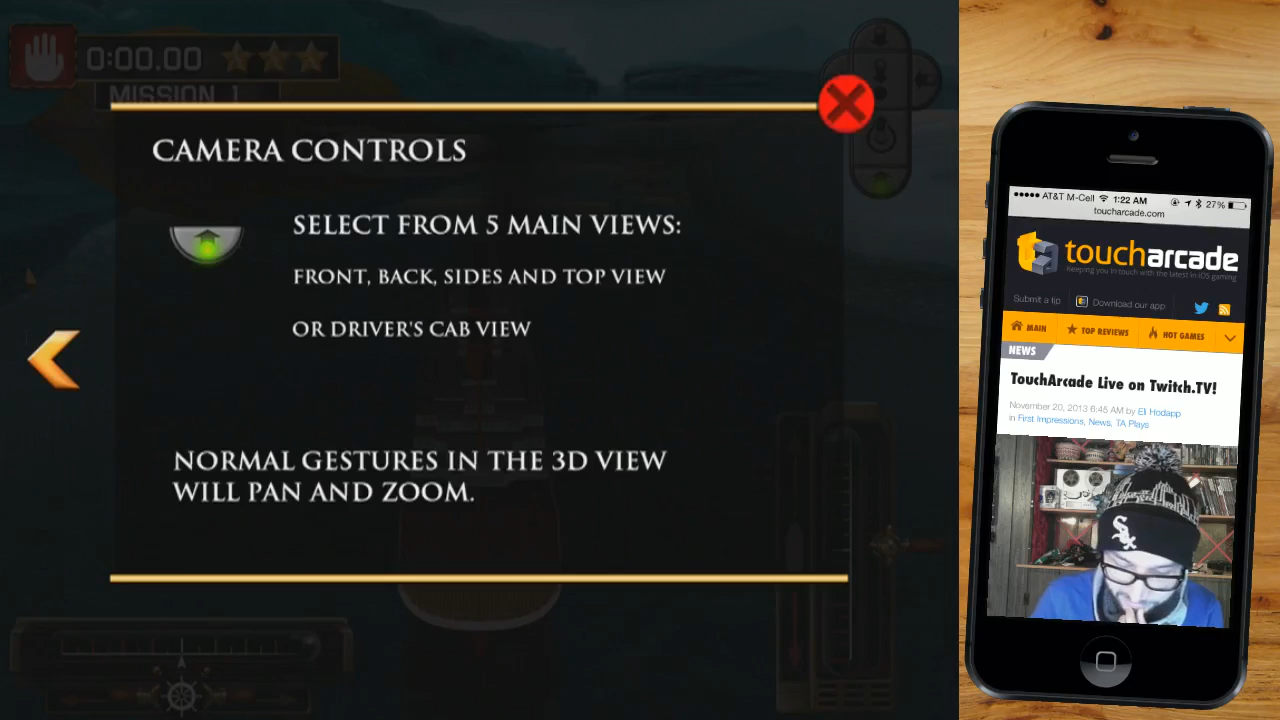 0:00.00
MISSION I
CAMERA CONTROLS
SELECT FROM 5 MAIN VIEWS:
FRONT, BACK, SIDES AND TOP VIEW
OR DRIVER'S CAB VIEW
NORMAL GESTURES IN THE 3D VIEW
WILL PAN AND ZOOM.
AT&T M-Cell 1:22 AM 27%
toucharcade.com
toucharcade
Keeping you in touch with the latest in iOS gaming
Submit a tip Download our app
MAIN TOP REVIEWS HOT GAMES
NEWS
TouchArcade Live on Twitch.TV!
November 20, 2013 6:45 AM by Eli Hodapp
in First Impressions, News, TA Plays
Sox